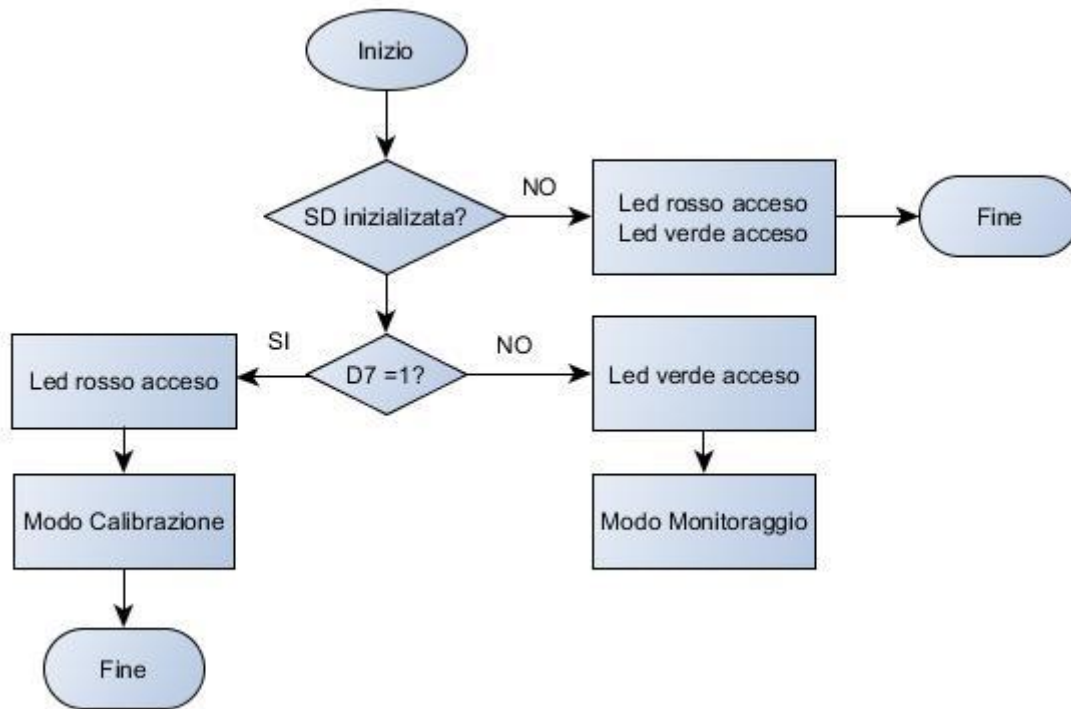 Inizio
SD inizializata?
NO
Led rosso acceso
Led verde acceso
Fine
SI
D7 =1?
NO
Led rosso acceso
Led verde acceso
Modo Calibrazione
Modo Monitoraggio
Fine